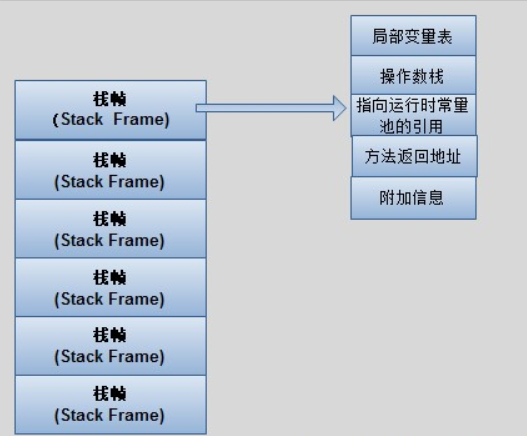 栈帧
(Stack Frame)
栈帧
(Stack Frame)
栈帧
(Stack Frame)
栈帧
(Stack Frame)
栈帧
(Stack Frame)
栈帧
(Stack Frame)
局部变量表
操作数栈
指向运行时常量
池的引用
方法返回地址
附加信息